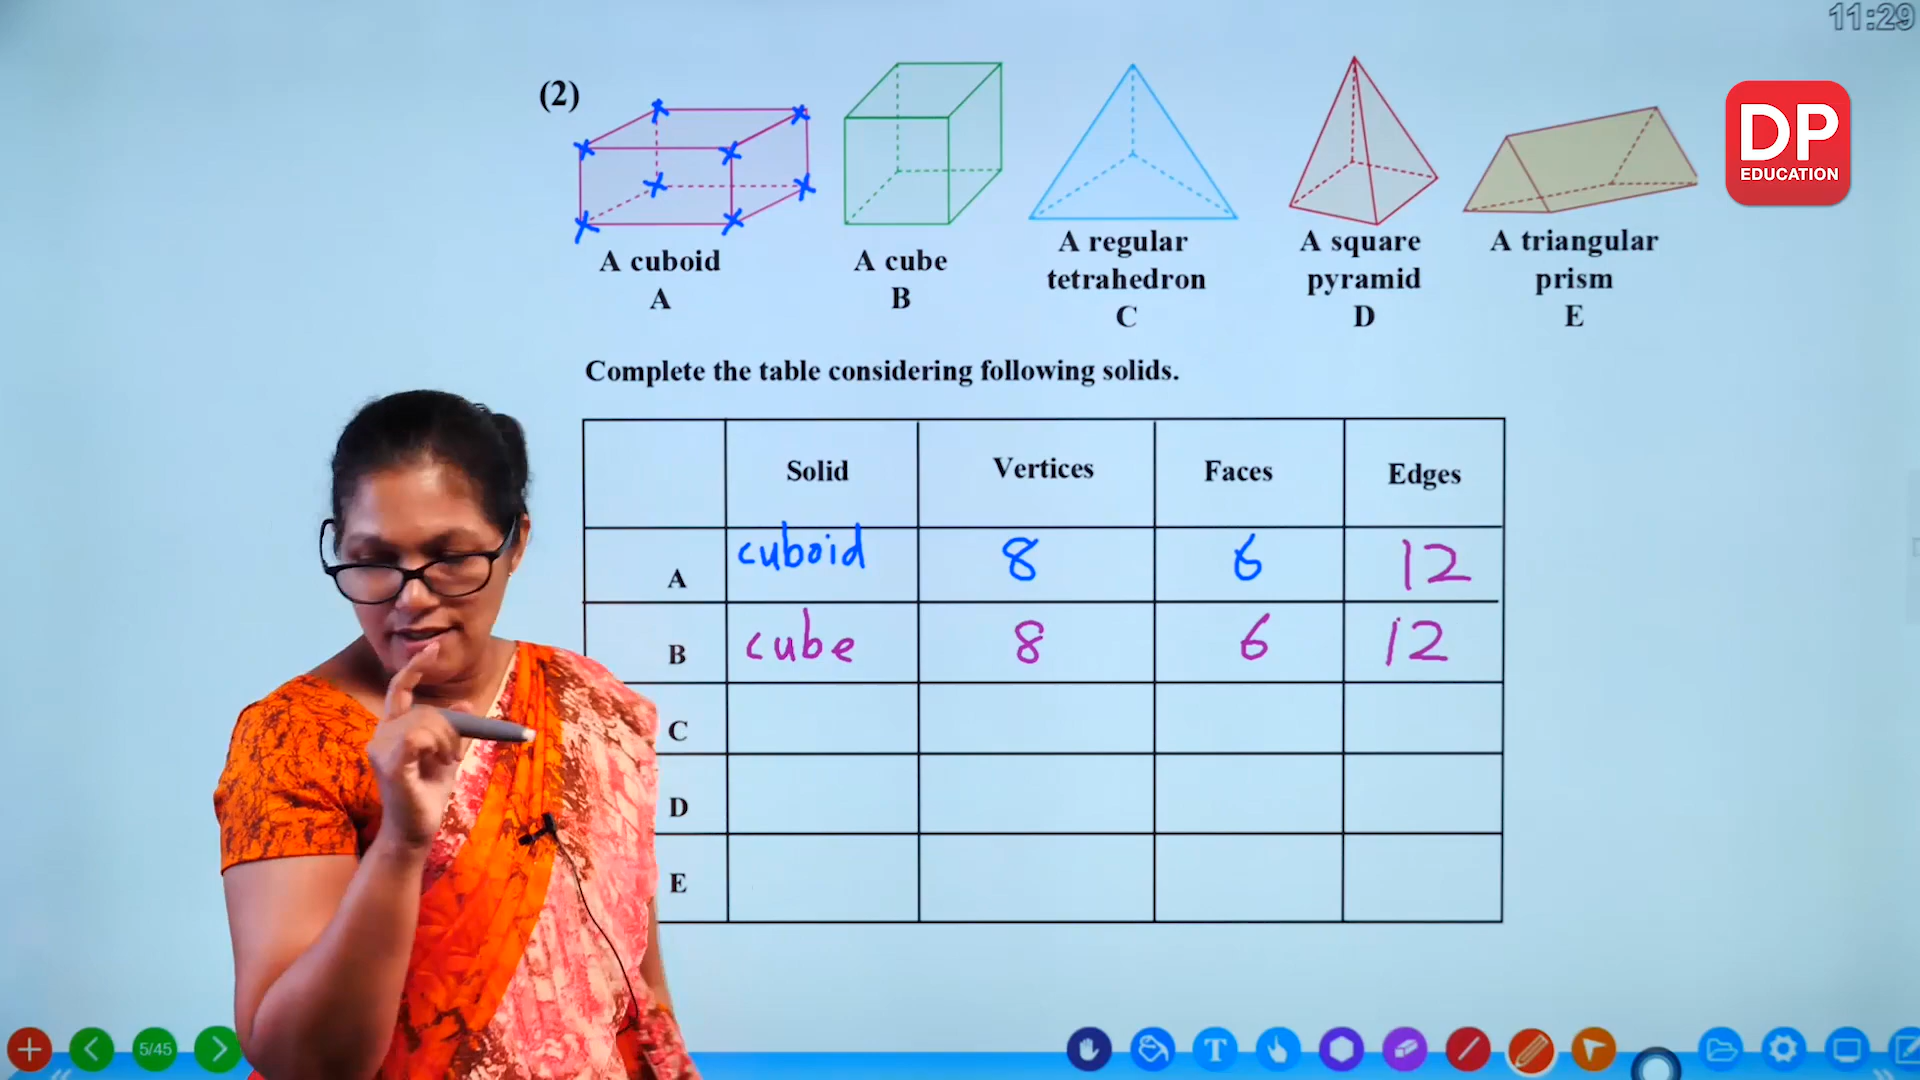 11:29
(2)
DP
EDUCATION
A cuboid
A
A cube
B
A regular
tetrahedron
C
A square
pyramid
D
A triangular
prism
E
Complete the table considering following solids.
Solid Vertices Faces Edges
A cuboid 8 6 12
B cube 8 6 12
C
D
E
5/45
T